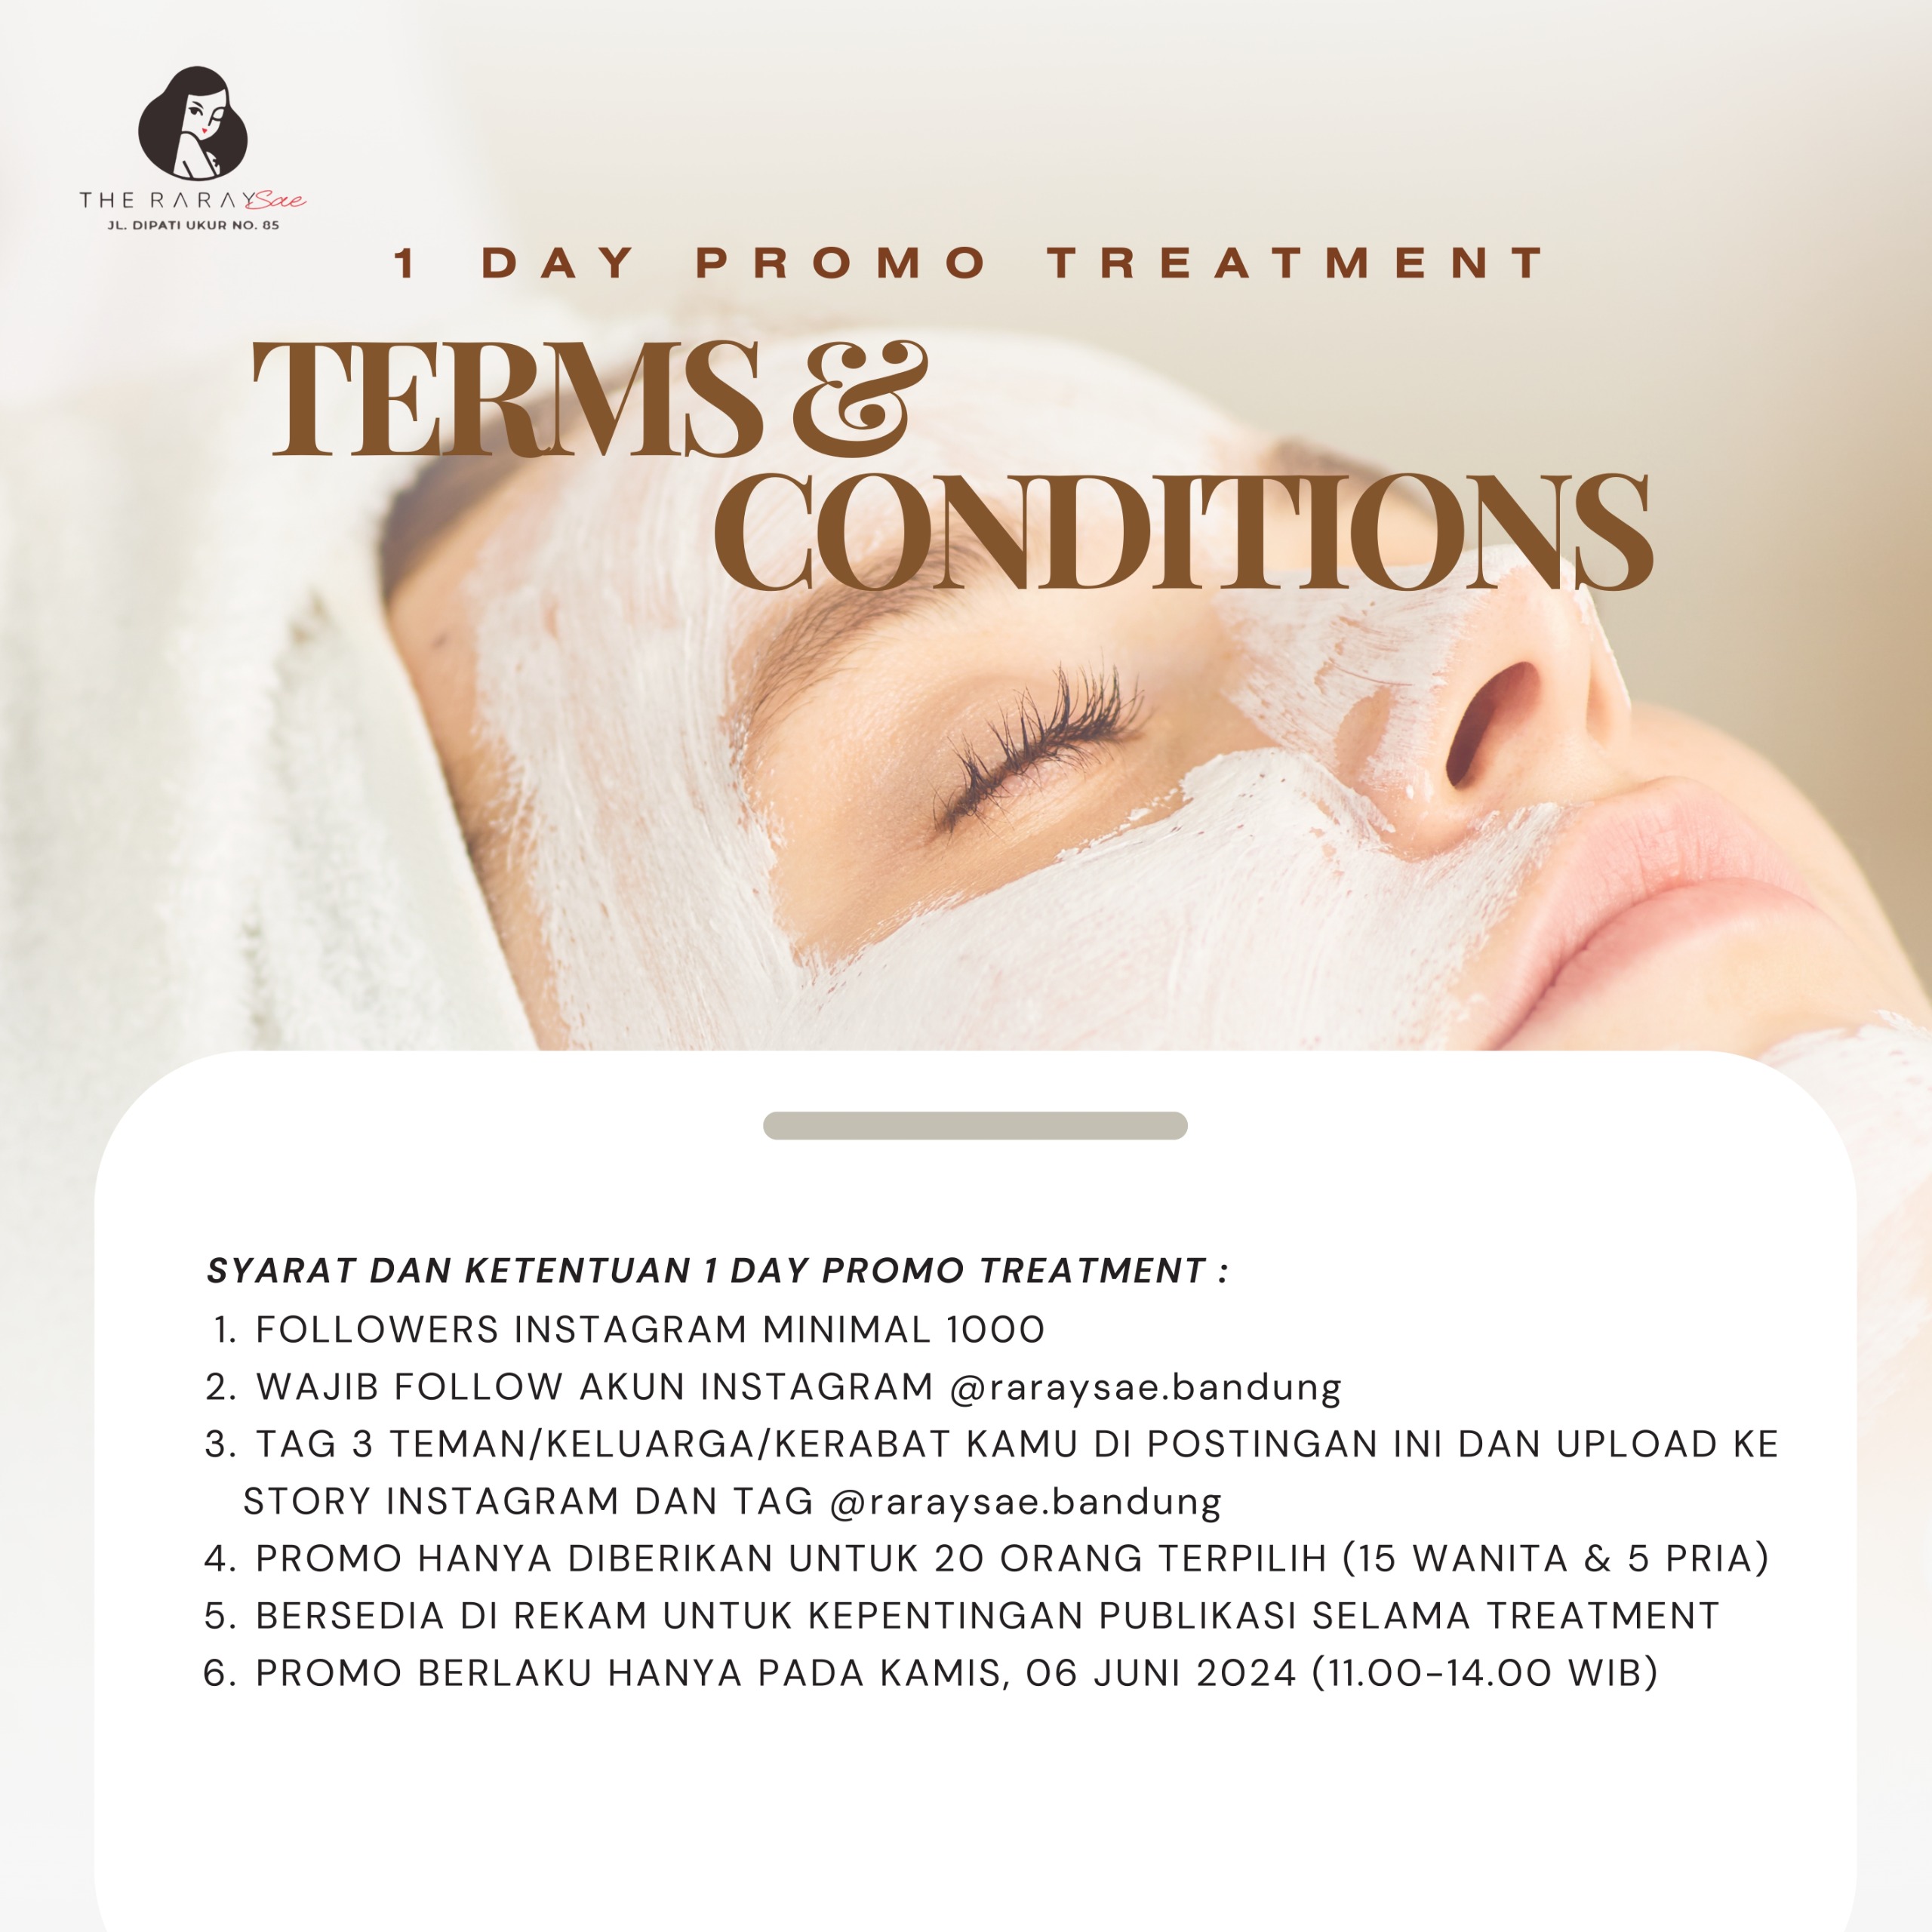 THE RARAY Sae
JL. DIPATI UKUR NO. 85
1 DAY PROMO TREATMENT
TERMS &
CONDITIONS
SYARAT DAN KETENTUAN 1 DAY PROMO TREATMENT :
1. FOLLOWERS INSTAGRAM MINIMAL 1000
2. WAJIB FOLLOW AKUN INSTAGRAM @raraysae.bandung
3. TAG 3 TEMAN/KELUARGA/KERABAT KAMU DI POSTINGAN INI DAN UPLOAD KE
STORY INSTAGRAM DAN TAG @raraysae.bandung
4. PROMO HANYA DIBERIKAN UNTUK 20 ORANG TERPILIH (15 WANITA & 5 PRIA)
5. BERSEDIA DI REKAM UNTUK KEPENTINGAN PUBLIKASI SELAMA TREATMENT
6. PROMO BERLAKU HANYA PADA KAMIS, 06 JUNI 2024 (11.00-14.00 WIB)